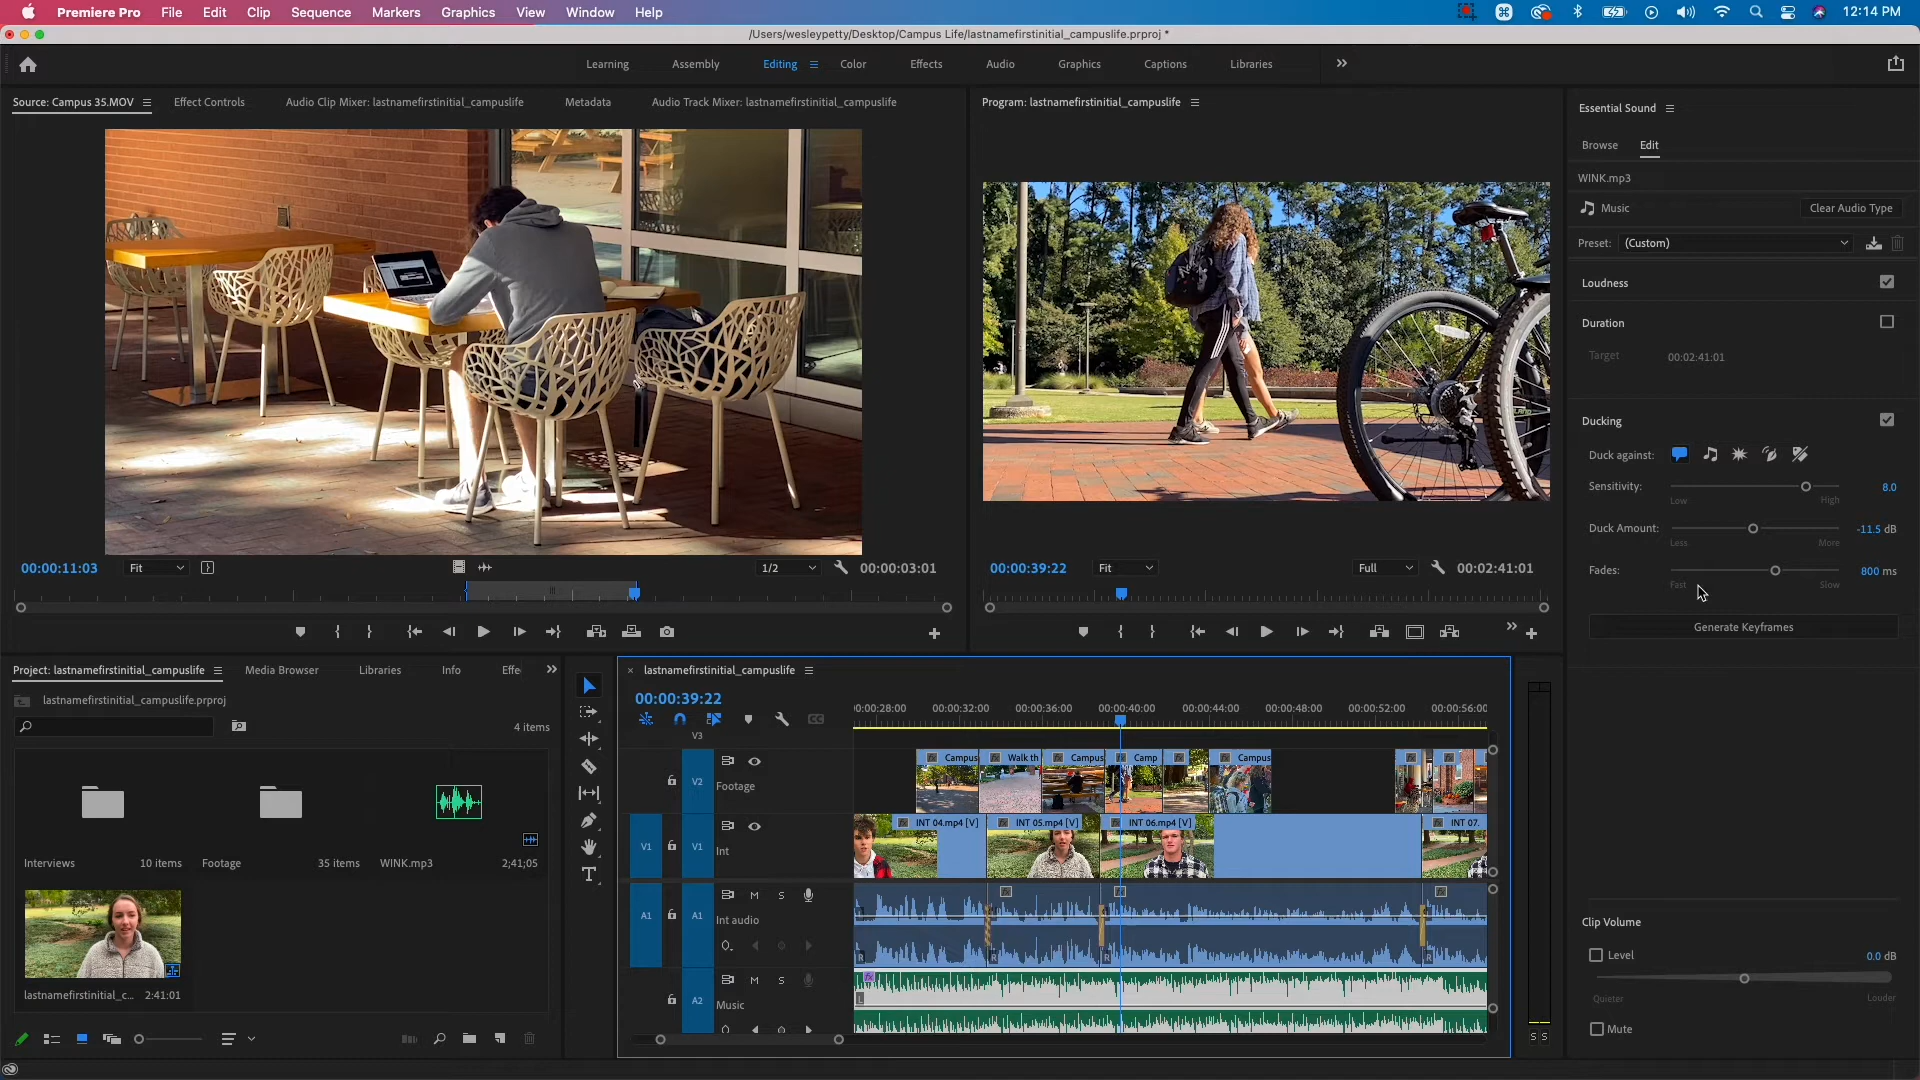 Premiere Pro File Edit Clip Sequence Markers Graphics View Window Help 12:14 PM
/Users/wesleypetty/Desktop/Campus Life/lastnamefirstinitial_campuslife.prproj *
Learning Assembly Editing Color Effects Audio Graphics Captions Libraries
Source: Campus 35.MOV Effect Controls Audio Clip Mixer: lastnamefirstinitial_campuslife Metadata Audio Track Mixer: lastnamefirstinitial_campuslife
Program: lastnamefirstinitial_campuslife
Essential Sound
Browse Edit
WINK.mp3
Music Clear Audio Type
Preset: (Custom)
Loudness
Duration
Target 00:02:41:01
Ducking
Duck against:
Sensitivity: 8.0
Low High
Duck Amount: -11.5 dB
Less More
Fades: 800 ms
Fast Slow
Generate Keyframes
00:00:11:03 Fit 1/2 00:00:03:01
00:00:39:22 Fit Full 00:02:41:01
Project: lastnamefirstinitial_campuslife Media Browser Libraries Info Effe
lastnamefirstinitial_campuslife.prproj
4 items
Interviews 10 items Footage 35 items WINK.mp3 2;41;05
lastnamefirstinitial_c... 2:41:01
lastnamefirstinitial_campuslife
00:00:39:22
0:00:28:00 00:00:32:00 00:00:36:00 00:00:40:00 00:00:44:00 00:00:48:00 00:00:52:00 00:00:56:00
V3
V2 Footage Campus Walk th Campus Camp Campus
V1 V1 Int INT 04.mp4 [V] INT 05.mp4 [V] INT 06.mp4 [V] INT 07.
A1 A1 M S Int audio
R R R
A2 M S Music
L
S S
Clip Volume
Level 0.0 dB
Quieter Louder
Mute